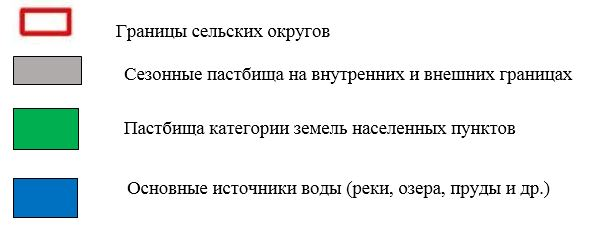 Границы сельских округов
Сезонные пастбища на внутренних и внешних границах
Пастбища категории земель населенных пунктов
Основные источники воды (реки, озера, пруды и др.)